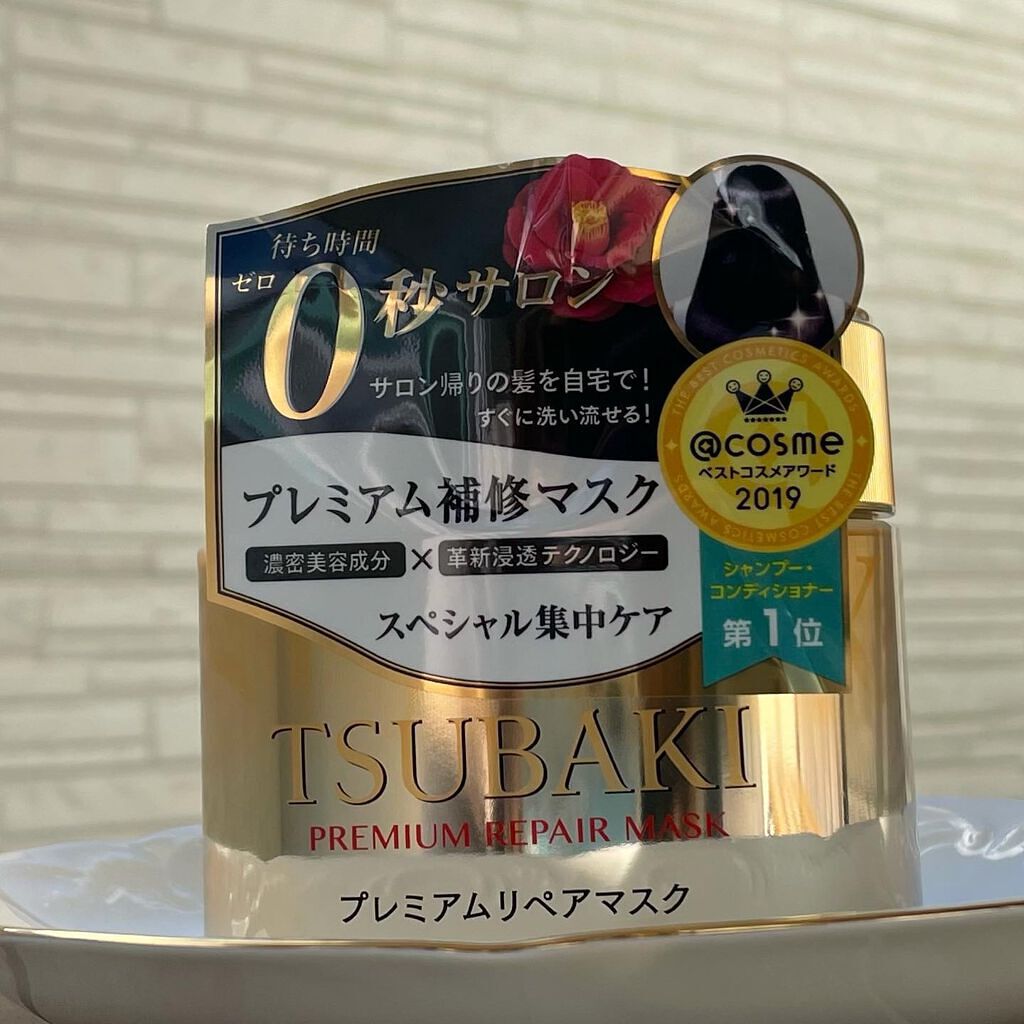 待ち時間
ゼロ
0秒サロン
サロン帰りの髪を自宅で!
すぐに洗い流せる!
プレミアム補修マスク
濃密美容成分×革新浸透テクノロジー
スペシャル集中ケア
THE BEST COSMETICS AWARDS
@cosme
ベストコスメアワード
2019
THE BEST COSMETICS AWARDS
シャンプー・
コンディショナー
第1位
TSUBAKI
PREMIUM REPAIR MASK
プレミアムリペアマスク